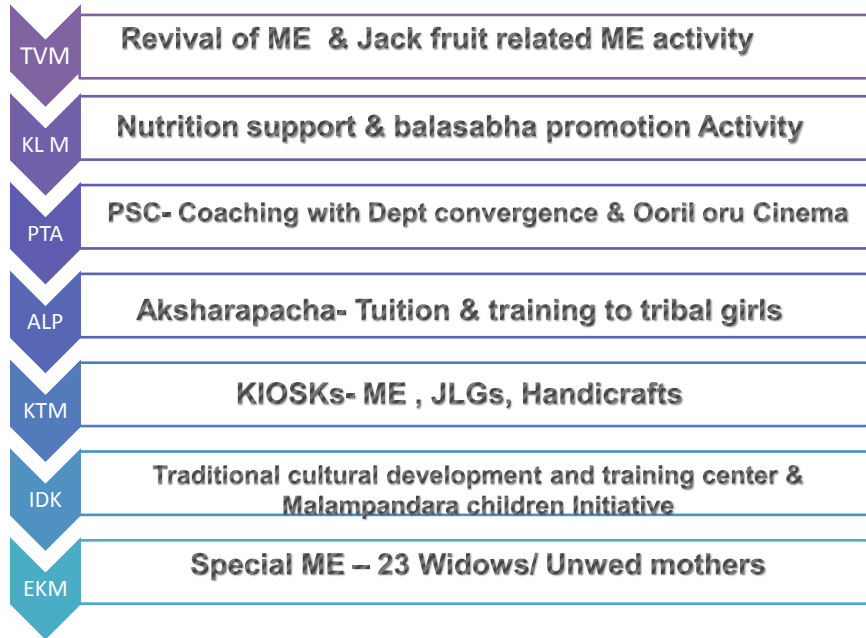 TVM
Revival of ME & Jack fruit related ME activity
KL M
Nutrition support & balasabha promotion Activity
PTA
PSC- Coaching with Dept convergence & Ooril oru Cinema
ALP
Aksharapacha- Tuition & training to tribal girls
KTM
KIOSKs- ME , JLGs, Handicrafts
IDK
Traditional cultural development and training center &
Malampandara children Initiative
EKM
Special ME – 23 Widows/ Unwed mothers